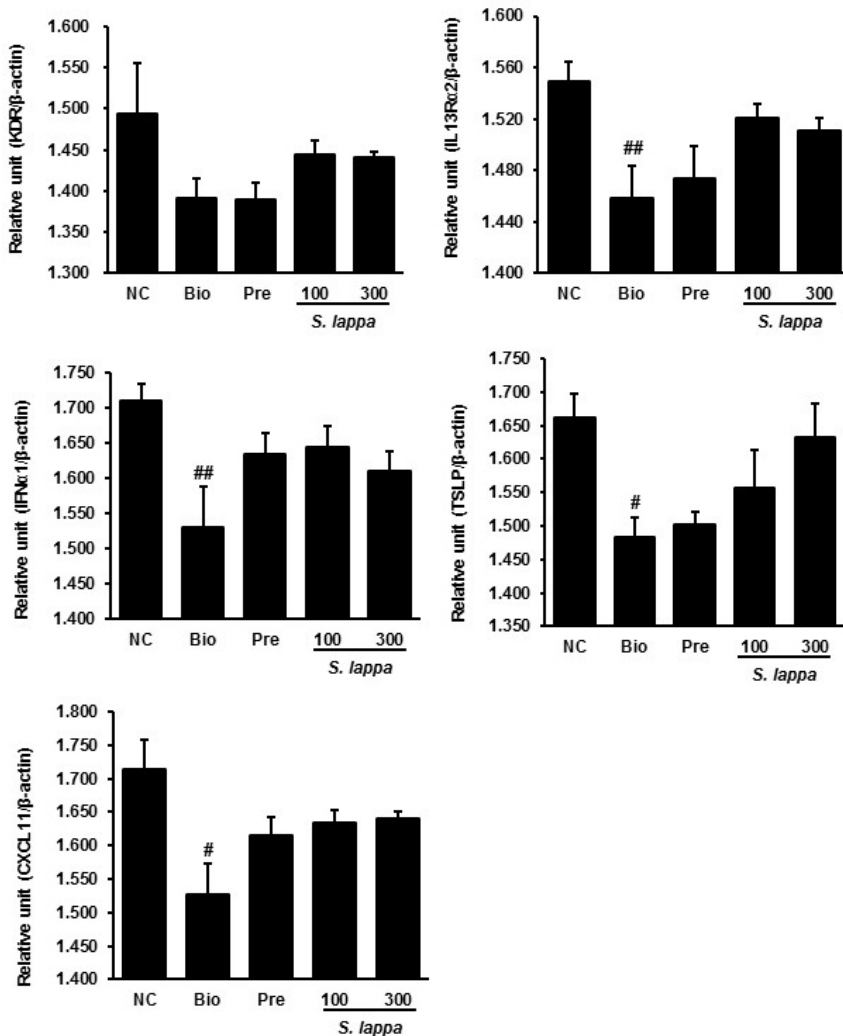 Relative unit (KDR/β-actin)
1.600
1.550
1.500
1.450
1.400
1.350
1.300
NC Bio Pre 100 300
S. lappa
Relative unit (IL13Rα2/β-actin)
1.600
1.560
1.520
1.480
1.440
1.400
##
NC Bio Pre 100 300
S. lappa
Relative unit (IFNα1/β-actin)
1.750
1.700
1.650
1.600
1.550
1.500
1.450
1.400
##
NC Bio Pre 100 300
S. lappa
Relative unit (TSLP/β-actin)
1.750
1.700
1.650
1.600
1.550
1.500
1.450
1.400
1.350
#
NC Bio Pre 100 300
S. lappa
Relative unit (CXCL11/β-actin)
1.800
1.750
1.700
1.650
1.600
1.550
1.500
1.450
1.400
#
NC Bio Pre 100 300
S. lappa